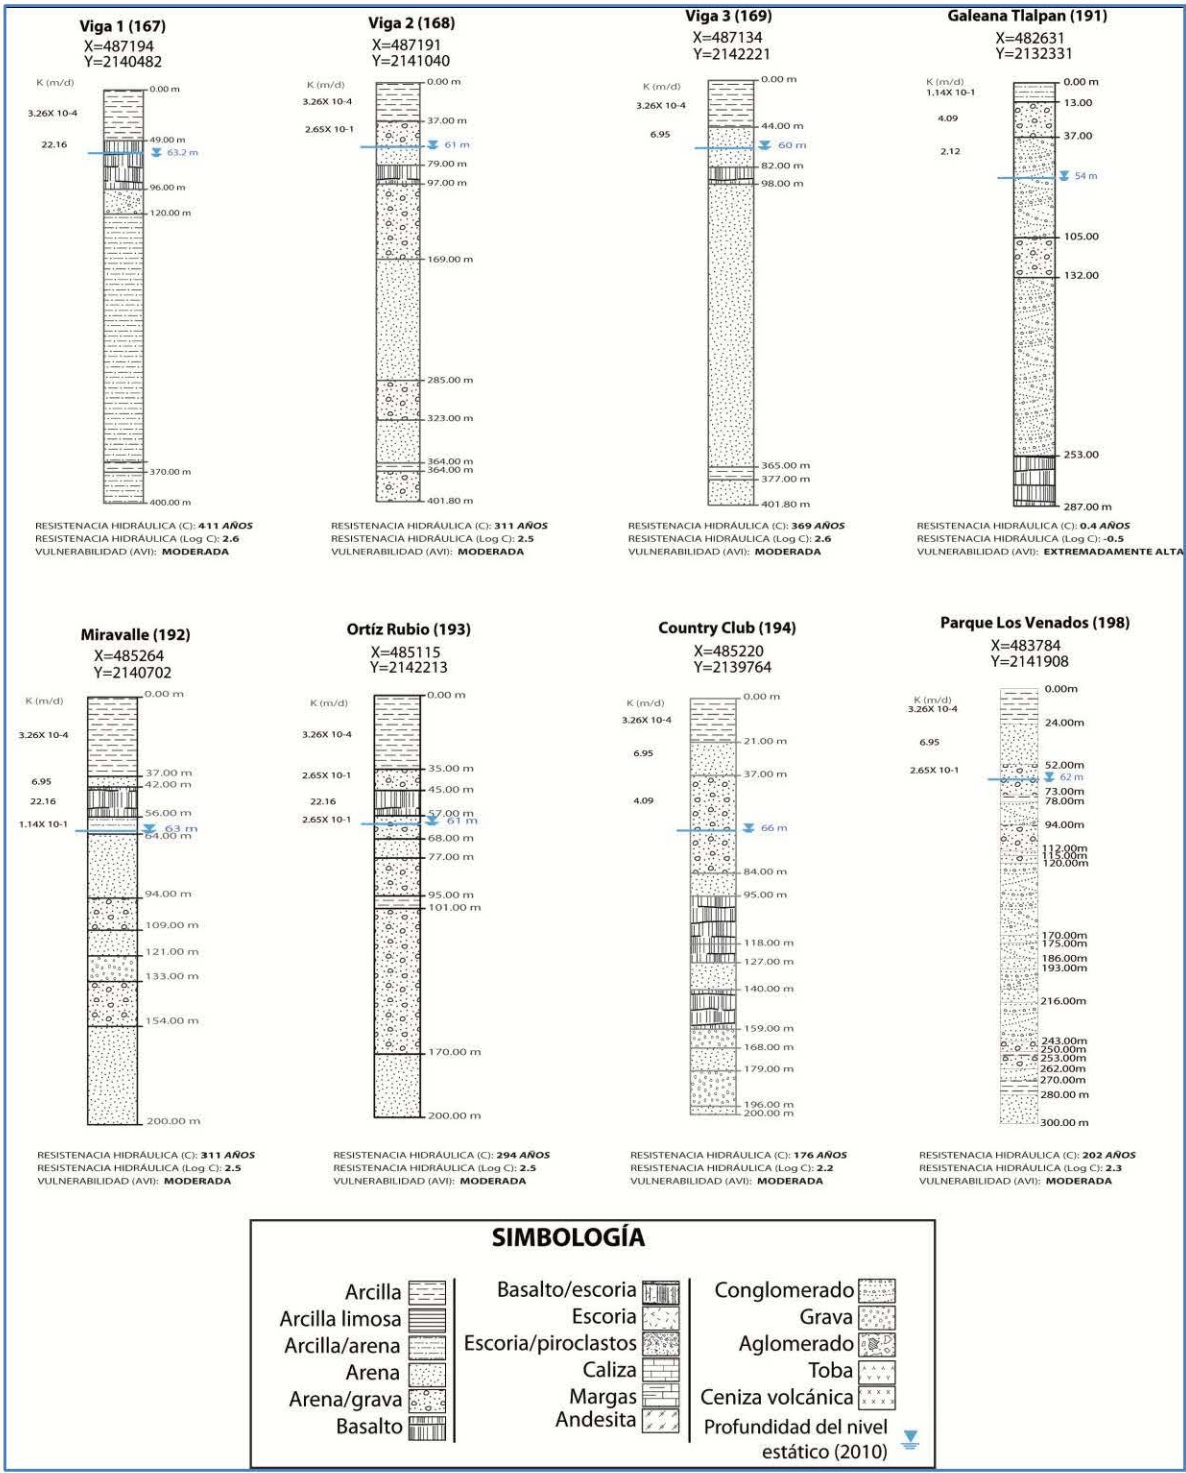 Viga 1 (167)
X=487194
Y=2140482
K (m/d)
0.00 m
3.26X 10-4
49.00 m
22.16
63.2 m
96.00 m
120.00 m
370.00 m
400.00 m
RESISTENACIA HIDRÁULICA (C): 411 AÑOS
RESISTENACIA HIDRÁULICA (Log C): 2.6
VULNERABILIDAD (AVI): MODERADA
Viga 2 (168)
X=487191
Y=2141040
K (m/d)
0.00 m
3.26X 10-4
37.00 m
2.65X 10-1
61 m
79.00 m
97.00 m
169.00 m
285.00 m
323.00 m
364.00 m
364.00 m
401.80 m
RESISTENACIA HIDRÁULICA (C): 311 AÑOS
RESISTENACIA HIDRÁULICA (Log C): 2.5
VULNERABILIDAD (AVI): MODERADA
Viga 3 (169)
X=487134
Y=2142221
K (m/d)
0.00 m
3.26X 10-4
44.00 m
6.95
60 m
82.00 m
98.00 m
365.00 m
377.00 m
401.80 m
RESISTENACIA HIDRÁULICA (C): 369 AÑOS
RESISTENACIA HIDRÁULICA (Log C): 2.6
VULNERABILIDAD (AVI): MODERADA
Galeana Tlalpan (191)
X=482631
Y=2132331
K (m/d)
0.00 m
1.14X 10-1
13.00
4.09
37.00
2.12
54 m
105.00
132.00
253.00
287.00 m
RESISTENACIA HIDRÁULICA (C): 0.4 AÑOS
RESISTENACIA HIDRÁULICA (Log C): -0.5
VULNERABILIDAD (AVI): EXTREMADAMENTE ALTA
Miravalle (192)
X=485264
Y=2140702
K (m/d)
0.00 m
3.26X 10-4
37.00 m
6.95
42.00 m
22.16
56.00 m
1.14X 10-1
63 m
64.00 m
94.00 m
109.00 m
121.00 m
133.00 m
154.00 m
200.00 m
RESISTENACIA HIDRÁULICA (C): 311 AÑOS
RESISTENACIA HIDRÁULICA (Log C): 2.5
VULNERABILIDAD (AVI): MODERADA
Ortíz Rubio (193)
X=485115
Y=2142213
K (m/d)
0.00 m
3.26X 10-4
35.00 m
2.65X 10-1
45.00 m
22.16
57.00 m
2.65X 10-1
61 m
68.00 m
77.00 m
95.00 m
101.00 m
170.00 m
200.00 m
RESISTENACIA HIDRÁULICA (C): 294 AÑOS
RESISTENACIA HIDRÁULICA (Log C): 2.5
VULNERABILIDAD (AVI): MODERADA
Country Club (194)
X=485220
Y=2139764
K (m/d)
0.00 m
3.26X 10-4
21.00 m
6.95
37.00 m
4.09
66 m
84.00 m
95.00 m
118.00 m
127.00 m
140.00 m
159.00 m
168.00 m
179.00 m
196.00 m
200.00 m
RESISTENACIA HIDRÁULICA (C): 176 AÑOS
RESISTENACIA HIDRÁULICA (Log C): 2.2
VULNERABILIDAD (AVI): MODERADA
Parque Los Venados (198)
X=483784
Y=2141908
K (m/d)
0.00m
3.26X 10-4
24.00m
6.95
52.00m
2.65X 10-1
62 m
73.00m
78.00m
94.00m
112.00m
115.00m
120.00m
170.00m
175.00m
186.00m
193.00m
216.00m
243.00m
250.00m
253.00m
262.00m
270.00m
280.00 m
300.00 m
RESISTENACIA HIDRÁULICA (C): 202 AÑOS
RESISTENACIA HIDRÁULICA (Log C): 2.3
VULNERABILIDAD (AVI): MODERADA
SIMBOLOGÍA
Arcilla
Arcilla limosa
Arcilla/arena
Arena
Arena/grava
Basalto
Basalto/escoria
Escoria
Escoria/piroclastos
Caliza
Margas
Andesita
Conglomerado
Grava
Aglomerado
Toba
Ceniza volcánica
Profundidad del nivel
estático (2010)